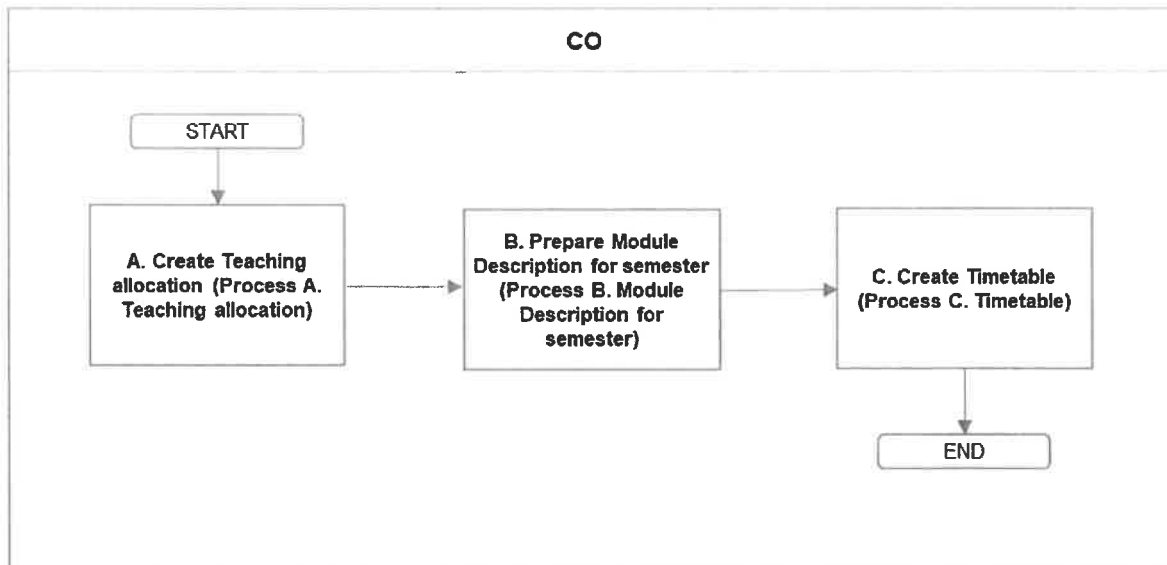 CO
START
A. Create Teaching
allocation (Process A.
Teaching allocation)
B. Prepare Module
Description for semester
(Process B. Module
Description for
semester)
C. Create Timetable
(Process C. Timetable)
END